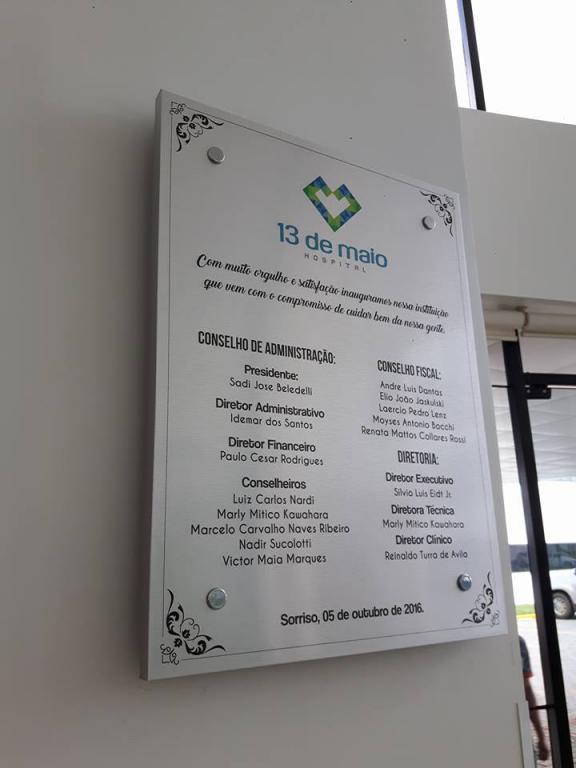 13 de maio
HOSPITAL
Com muito orgulho e satisfação inauguramos nossa instituição
que vem com o compromisso de cuidar bem da nossa gente.
CONSELHO DE ADMINISTRAÇÃO:
Presidente:
Sadi Jose Beledelli
Diretor Administrativo
Idemar dos Santos
Diretor Financeiro
Paulo Cesar Rodrigues
Conselheiros
Luiz Carlos Nardi
Marly Mitico Kawahara
Marcelo Carvalho Naves Ribeiro
Nadir Sucolotti
Victor Maia Marques
CONSELHO FISCAL:
Andre Luis Dantas
Elio João Jaskulski
Laercio Pedro Lenz
Moyses Antonio Bocchi
Renata Mattos Collares Rossi
DIRETORIA:
Diretor Executivo
Silvio Luis Eidt Jr.
Diretora Técnica
Marly Mitico Kawahara
Diretor Clínico
Reinaldo Turra de Avila
Sorriso, 05 de outubro de 2016.